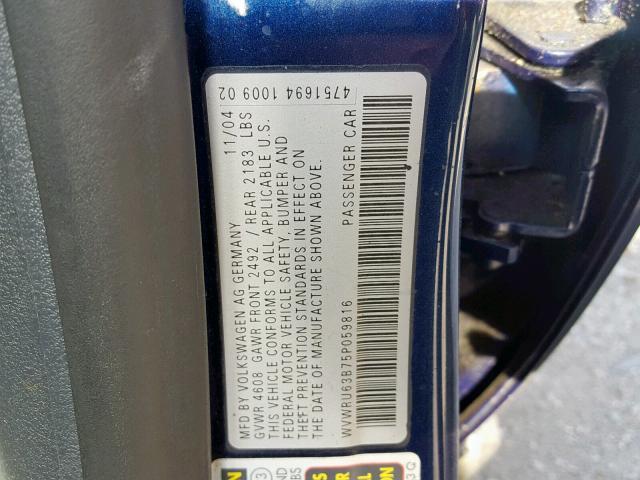 MFD BY VOLKSWAGEN AG GERMANY 11/04
GVWR 4608 GAWR FRONT 2492 / REAR 2183 LBS
THIS VEHICLE CONFORMS TO ALL APPLICABLE U.S.
FEDERAL MOTOR VEHICLE SAFETY, BUMPER AND
THEFT PREVENTION STANDARDS IN EFFECT ON
THE DATE OF MANUFACTURE SHOWN ABOVE.
WVWRU63B75P059816 PASSENGER CAR
4751694 1009 02